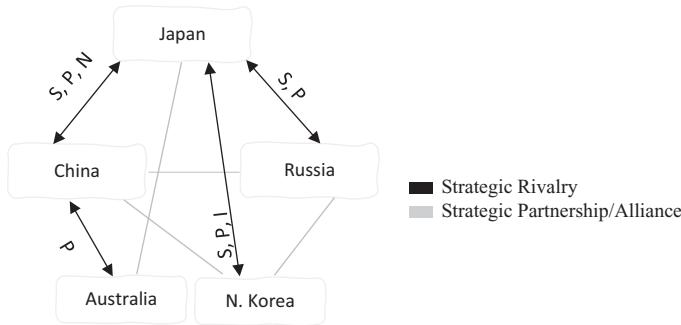 Japan
S, P, N
S, P
China
Russia
Strategic Rivalry
Strategic Partnership/Alliance
P
S, P, I
Australia
N. Korea